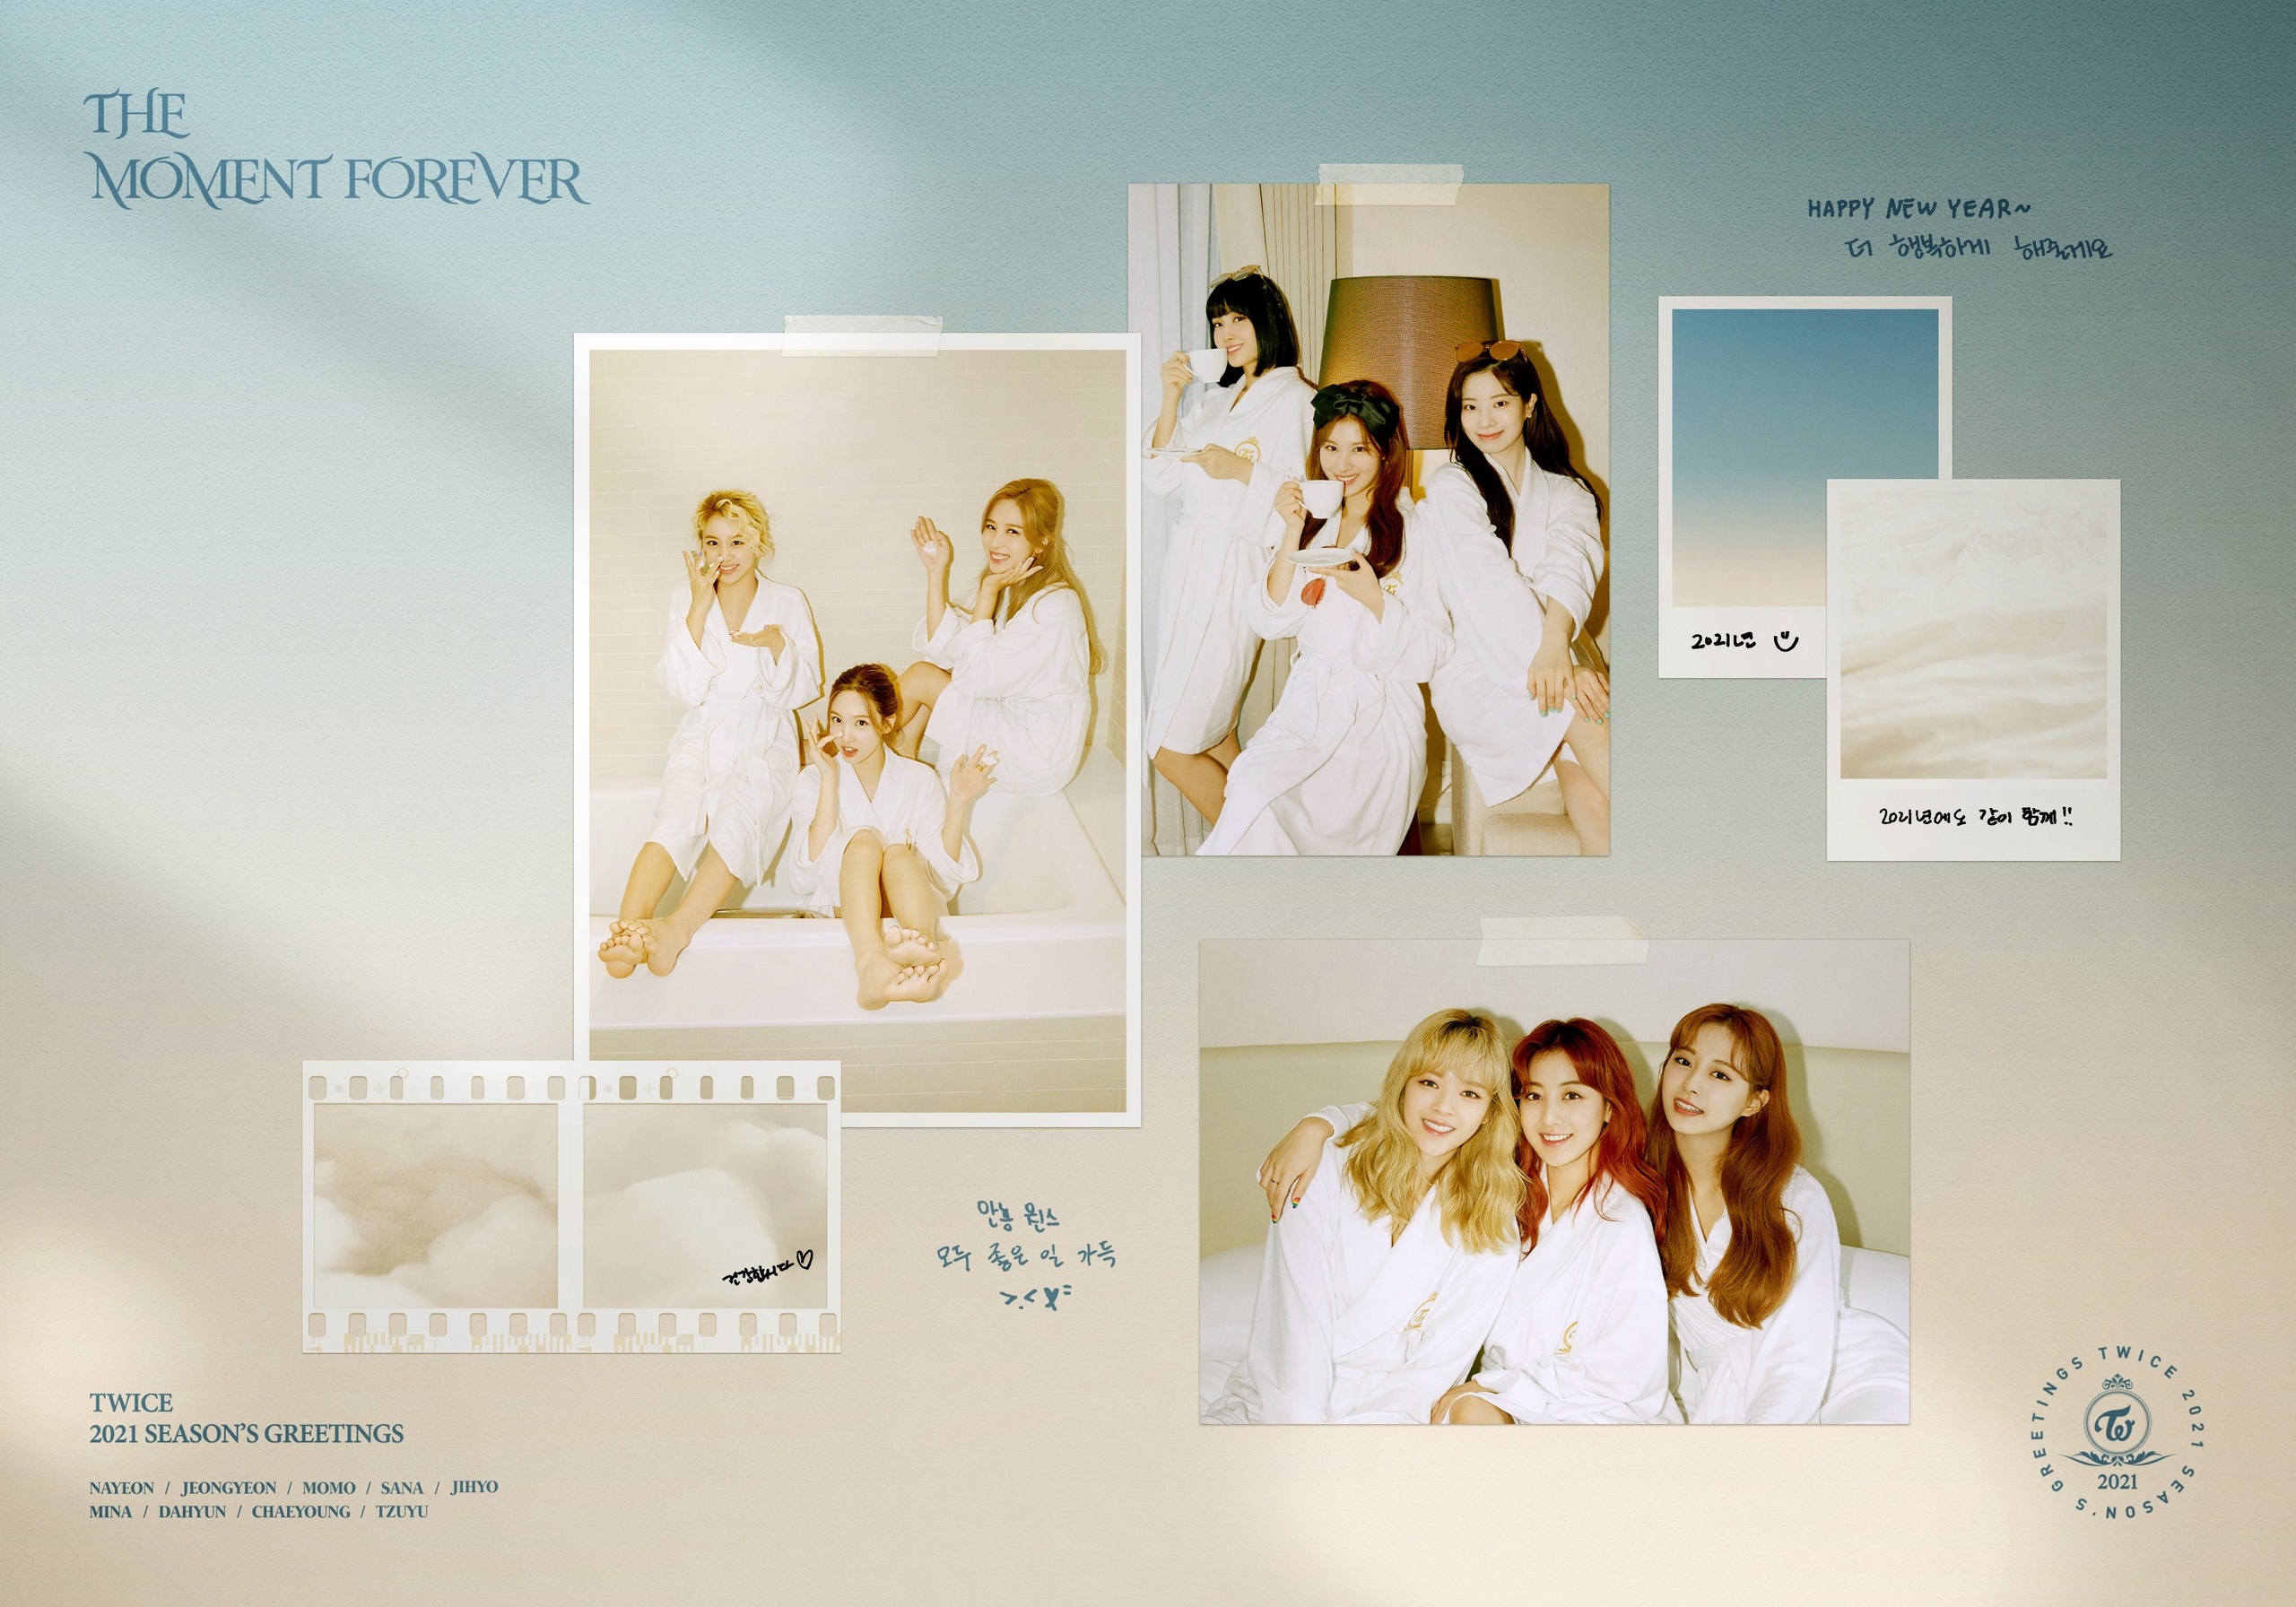 THE
MOMENT FOREVER
HAPPY NEW YEAR~
더 행복하게 해줄게요
2021년
2021년에도 같이 함께!!
건강합시다♡
안뇽 원스
모두 좋은 일 가득
TWICE
2021 SEASON'S GREETINGS
NAYEON / JEONGYEON / MOMO / SANA / JIHYO
MINA / DAHYUN / CHAEYOUNG / TZUYU
TWICE 2021 SEASON'S GREETINGS
TW
2021